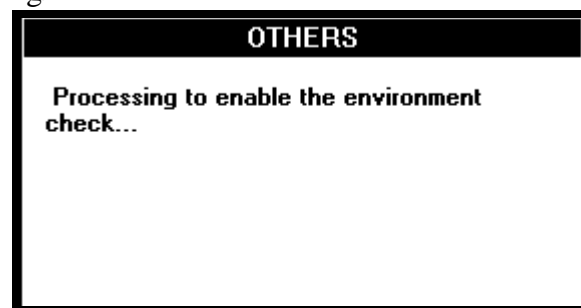 OTHERS
Processing to enable the environment
check...